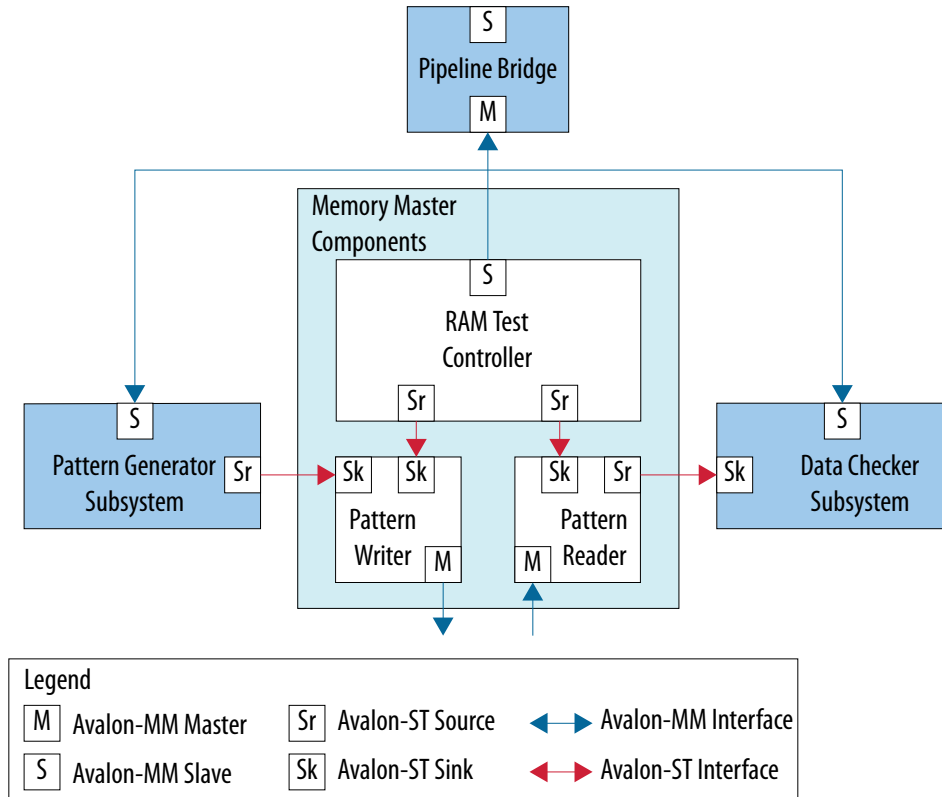 S
Pipeline Bridge
M
Memory Master
Components
S
RAM Test
Controller
Sr
Sr
S
Pattern Generator
Subsystem
Sr
Sk
Sk
Pattern
Writer
M
Sk
Sr
Pattern
Reader
M
S
Sk
Data Checker
Subsystem
Legend
M Avalon-MM Master
Sr Avalon-ST Source
Avalon-MM Interface
S Avalon-MM Slave
Sk Avalon-ST Sink
Avalon-ST Interface